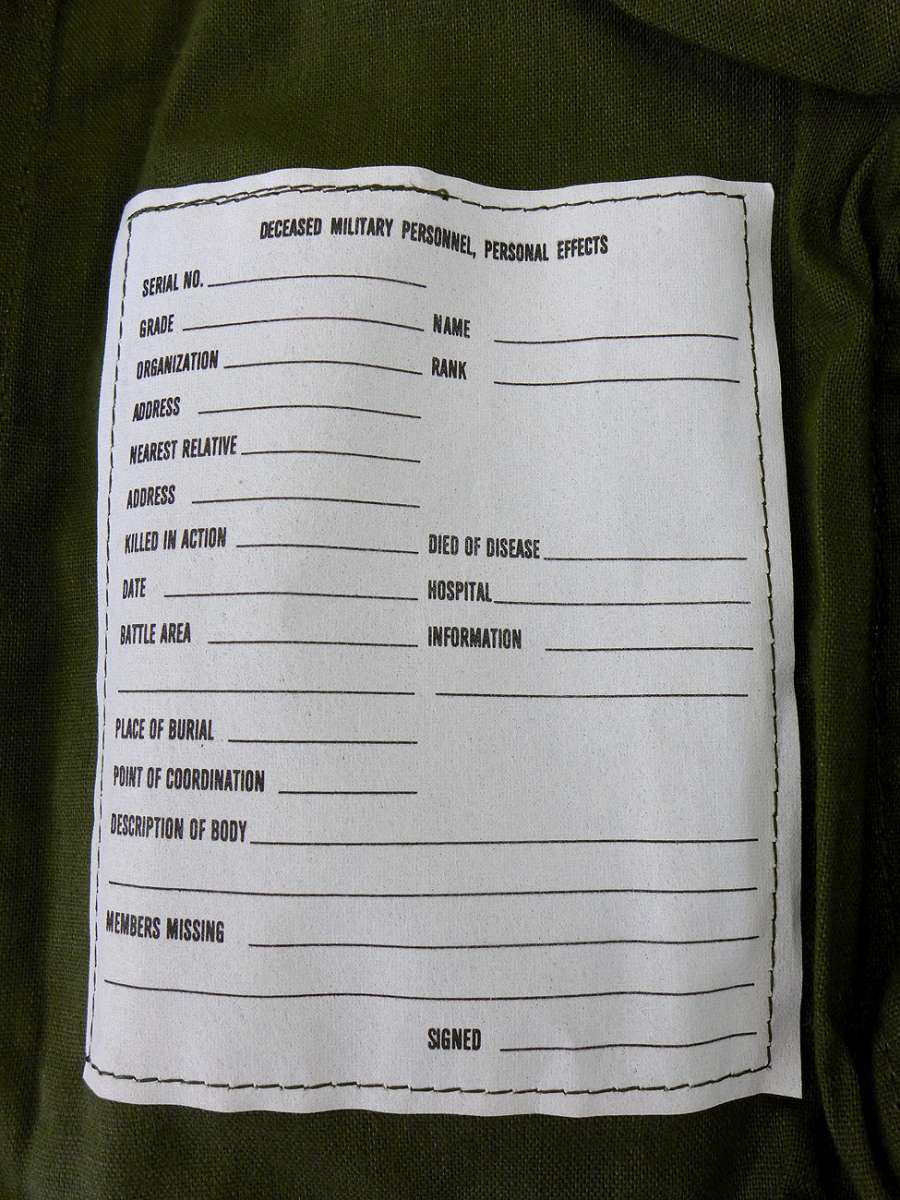 DECEASED MILITARY PERSONNEL, PERSONAL EFFECTS
SERIAL NO.
GRADE NAME
ORGANIZATION RANK
ADDRESS
NEAREST RELATIVE
ADDRESS
KILLED IN ACTION DIED OF DISEASE
DATE HOSPITAL
BATTLE AREA INFORMATION
PLACE OF BURIAL
POINT OF COORDINATION
DESCRIPTION OF BODY
MEMBERS MISSING
SIGNED